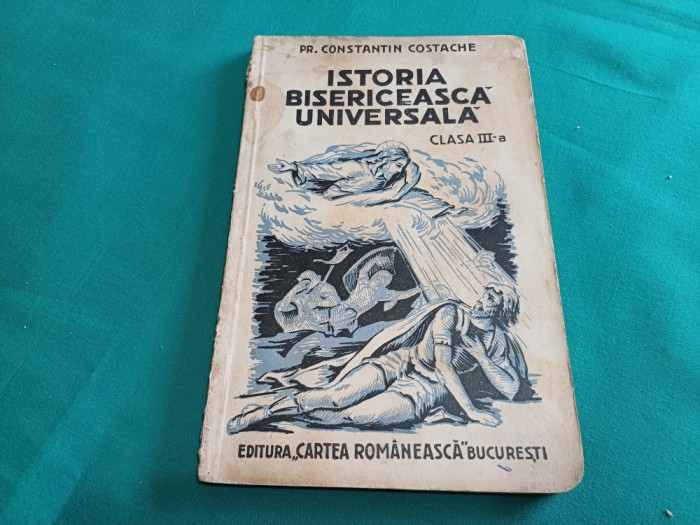 PR. CONSTANTIN COSTACHE
ISTORIA
BISERICEASCĂ
UNIVERSALĂ
CLASA III-a
EDITURA „CARTEA ROMÂNEASCĂ" BUCUREȘTI